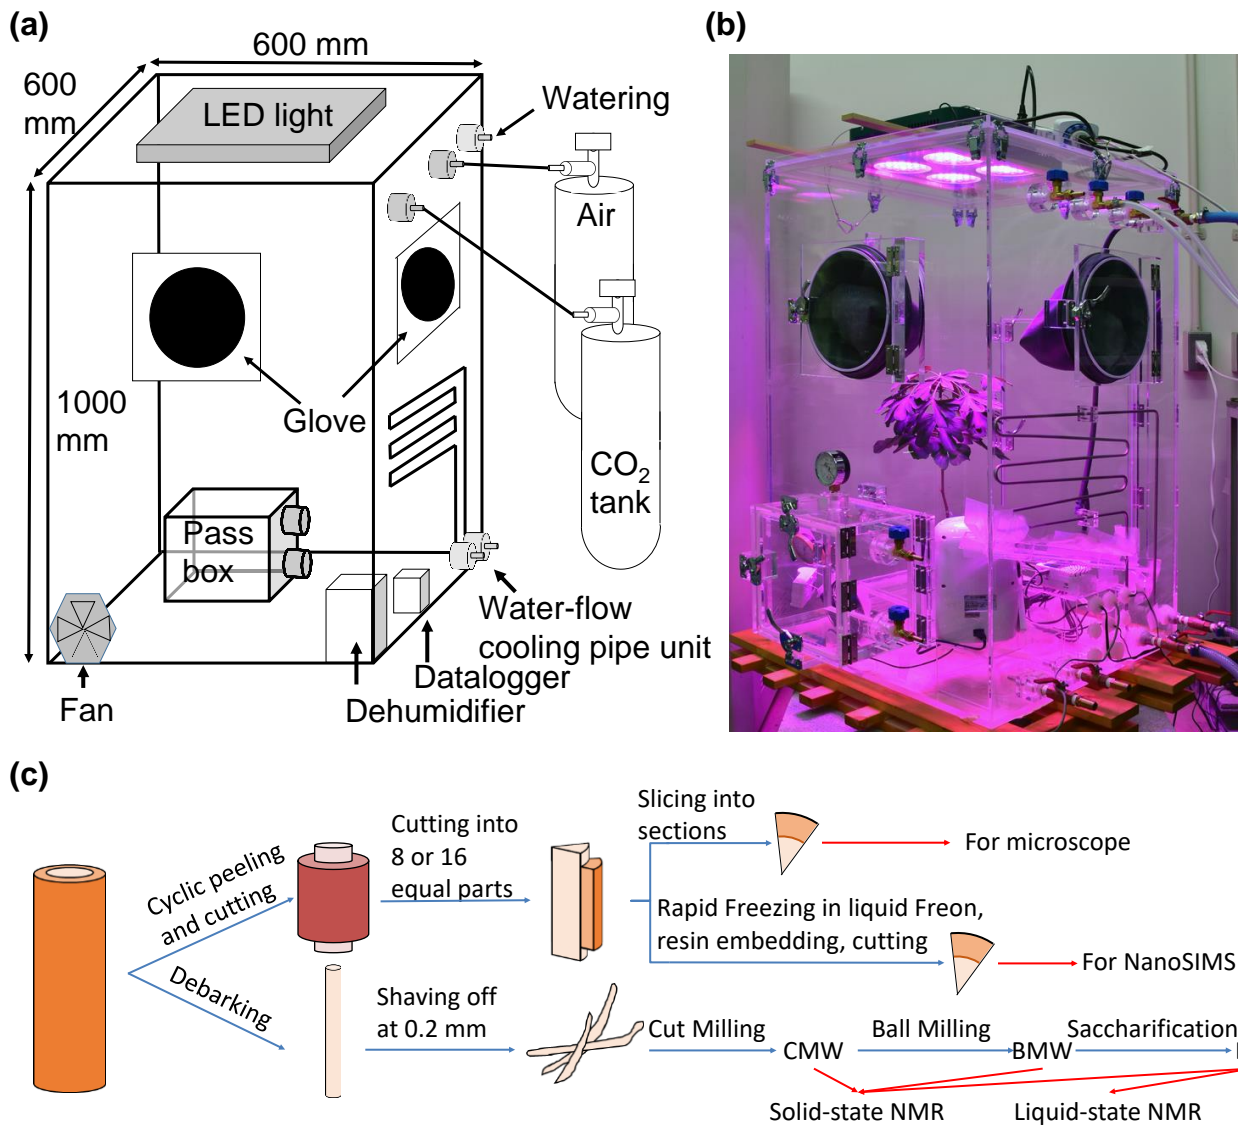 (a)
600 mm
600
mm
LED light
Watering
Air
1000
mm
Glove
CO2
tank
Pass
box
Water-flow
cooling pipe unit
Datalogger
Dehumidifier
Fan
(b)
(c)
Cyclic peeling
and cutting
Debarking
Cutting into
8 or 16
equal parts
Slicing into
sections
For microscope
Rapid Freezing in liquid Freon,
resin embedding, cutting
For NanoSIMS
Shaving off
at 0.2 mm
Cut Milling
CMW
Ball Milling
BMW
Saccharification
Solid-state NMR
Liquid-state NMR